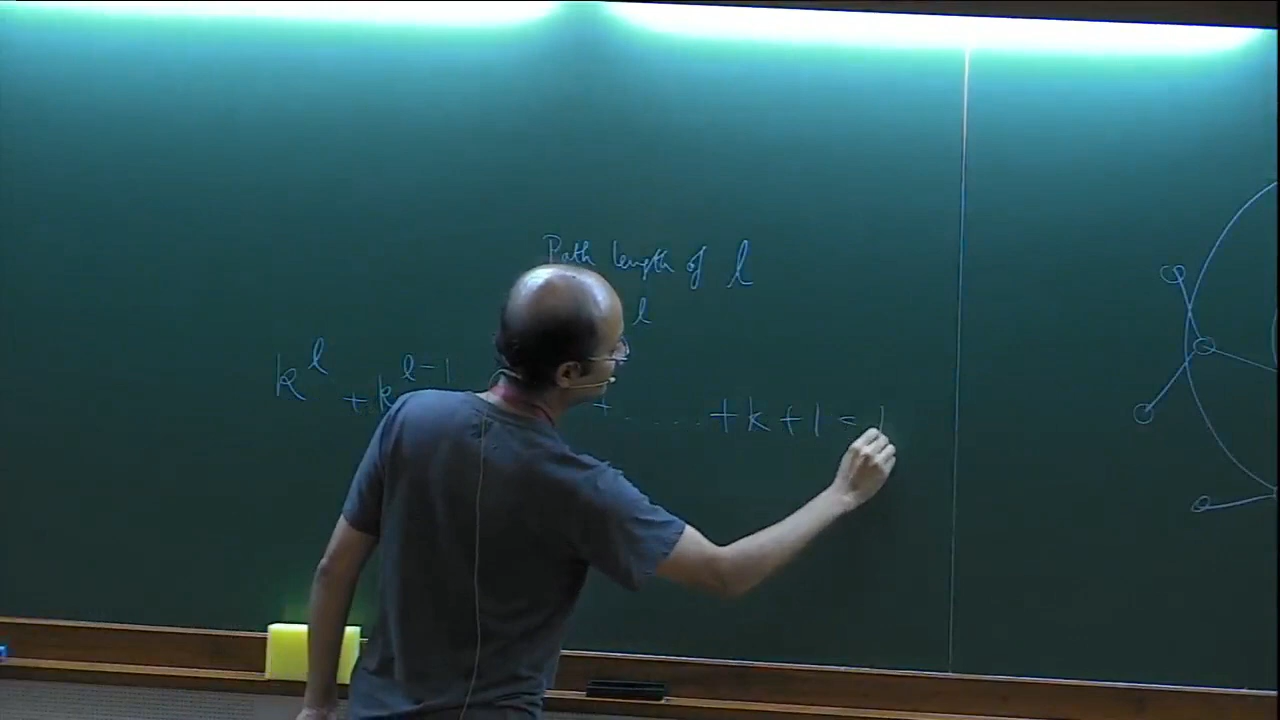 Path length of l
l
k^l + k^{l-1} + ..... + k + 1 =